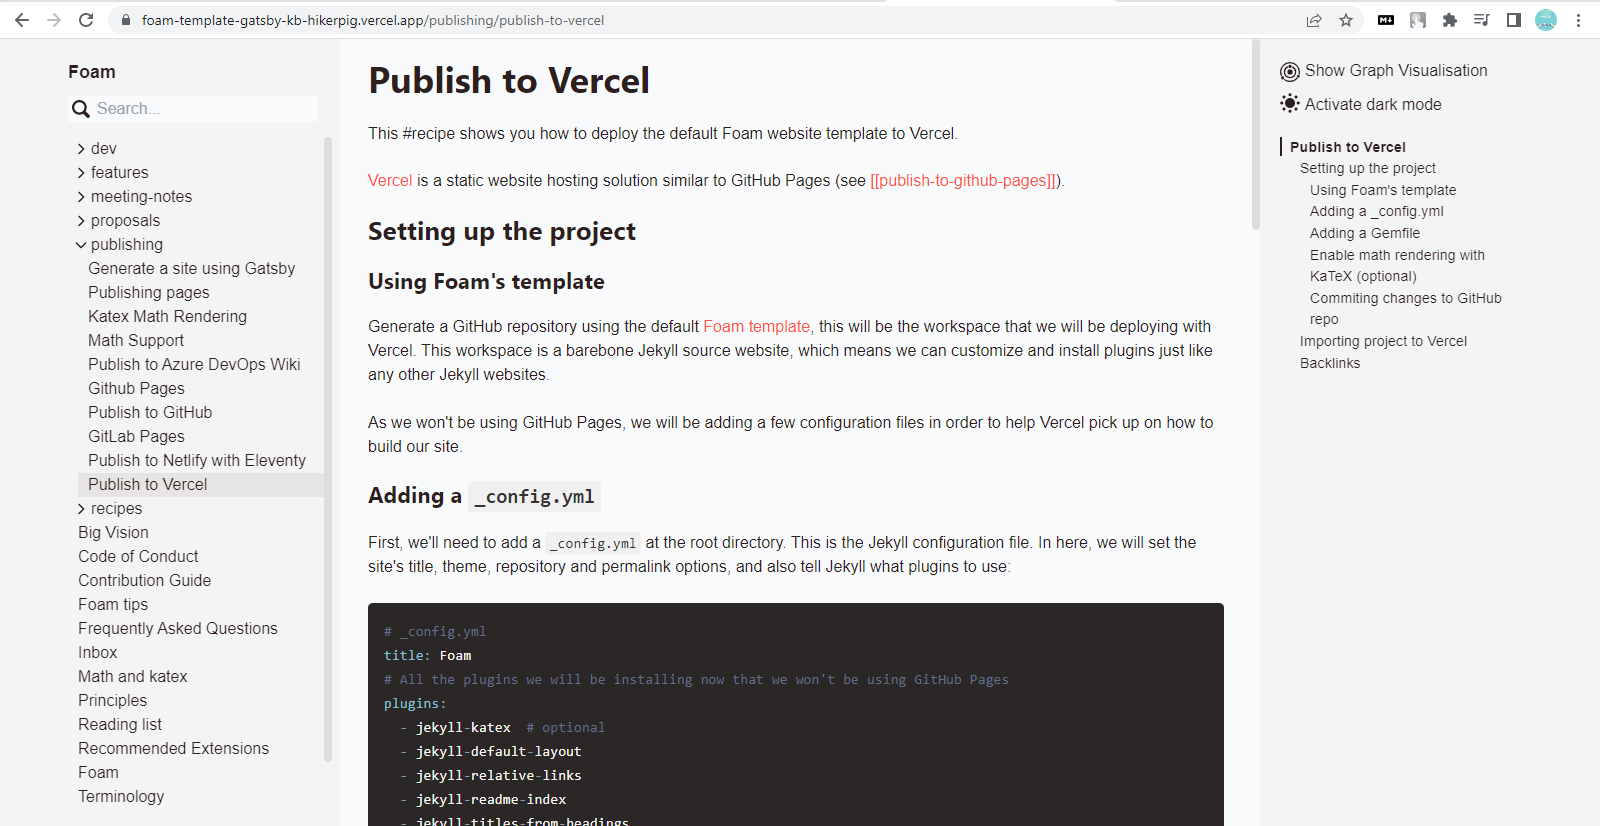 foam-template-gatsby-kb-hikerpig.vercel.app/publishing/publish-to-vercel
Foam
Search...
dev
features
meeting-notes
proposals
publishing
Generate a site using Gatsby
Publishing pages
Katex Math Rendering
Math Support
Publish to Azure DevOps Wiki
Github Pages
Publish to GitHub
GitLab Pages
Publish to Netlify with Eleventy
Publish to Vercel
recipes
Big Vision
Code of Conduct
Contribution Guide
Foam tips
Frequently Asked Questions
Inbox
Math and katex
Principles
Reading list
Recommended Extensions
Foam
Terminology
Publish to Vercel
This #recipe shows you how to deploy the default Foam website template to Vercel.
Vercel is a static website hosting solution similar to GitHub Pages (see [[publish-to-github-pages]]).
Setting up the project
Using Foam's template
Generate a GitHub repository using the default Foam template, this will be the workspace that we will be deploying with
Vercel. This workspace is a barebone Jekyll source website, which means we can customize and install plugins just like
any other Jekyll websites.
As we won't be using GitHub Pages, we will be adding a few configuration files in order to help Vercel pick up on how to
build our site.
Adding a _config.yml
First, we'll need to add a _config.yml at the root directory. This is the Jekyll configuration file. In here, we will set the
site's title, theme, repository and permalink options, and also tell Jekyll what plugins to use:
# _config.yml
title: Foam
# All the plugins we will be installing now that we won't be using GitHub Pages
plugins:
- jekyll-katex # optional
- jekyll-default-layout
- jekyll-relative-links
- jekyll-readme-index
- jekyll-titles-from-headings
Show Graph Visualisation
Activate dark mode
Publish to Vercel
Setting up the project
Using Foam's template
Adding a _config.yml
Adding a Gemfile
Enable math rendering with
KaTeX (optional)
Commiting changes to GitHub
repo
Importing project to Vercel
Backlinks